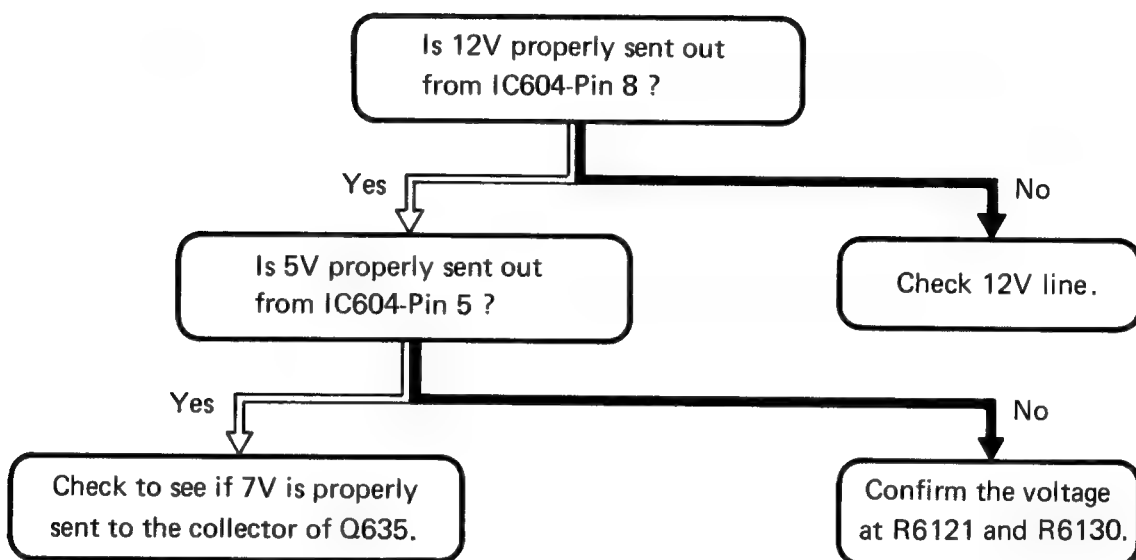 Is 12V properly sent out
from IC604-Pin 8 ?
Yes
No
Is 5V properly sent out
from IC604-Pin 5 ?
Check 12V line.
Yes
No
Check to see if 7V is properly
sent to the collector of Q635.
Confirm the voltage
at R6121 and R6130.